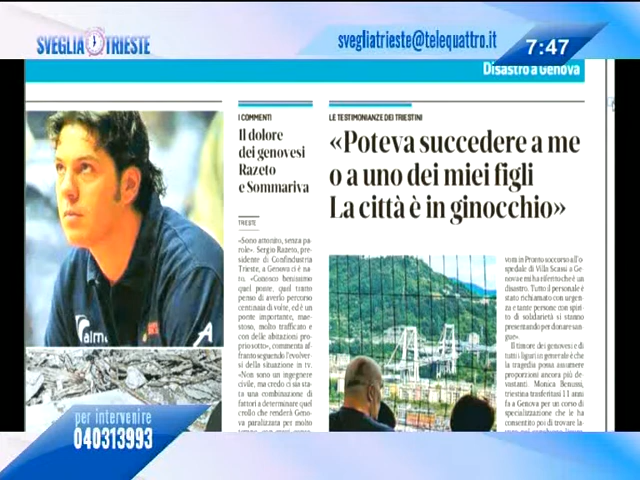 SVEGLIA TRIESTE
svegliatrieste@telequattro.it
7:47
Disastro a Genova
I COMMENTI
Il dolore
dei genovesi
Razeto
e Sommariva
TRIESTE
«Sono attonito, senza pa-
role». Sergio Razeto, pre-
sidente di Confindustria
Trieste, a Genova ci è na-
to. «Conosco benissimo
quel ponte, quel tratto
penso di averlo percorso
centinaia di volte, ed è un
ponte importante, mae-
stoso, molto trafficato e
con delle abitazioni pro-
prio sotto», commenta af-
franto seguendo l'evolver-
si della situazione in tv.
«Non sono un ingegnere
civile, ma credo ci sia sta-
ta una combinazione di
fattori a determinare quel
crollo che renderà Geno-
va paralizzata per molto
LE TESTIMONIANZE DEI TRIESTINI
«Poteva succedere a me
o a uno dei miei figli
La città è in ginocchio»
vom in Pronto soccorso all'o-
spedale di Villa Scassi a Ge-
nova e mi ha riferito che è un
disastro. Tutto il personale è
stato richiamato con urgen-
za e tante persone con spiri-
to di solidarietà si stanno
presentando per donare san-
gue».
Il timore dei genovesi e di
tutti i liguri in generale è che
la tragedia possa assumere
proporzioni ancora più de-
vastanti. Monica Benussi,
triestina trasferitasi 11 anni
fa a Genova per un corso di
specializzazione che le ha
consentito poi di trovare la-
alm
per intervenire
040313993